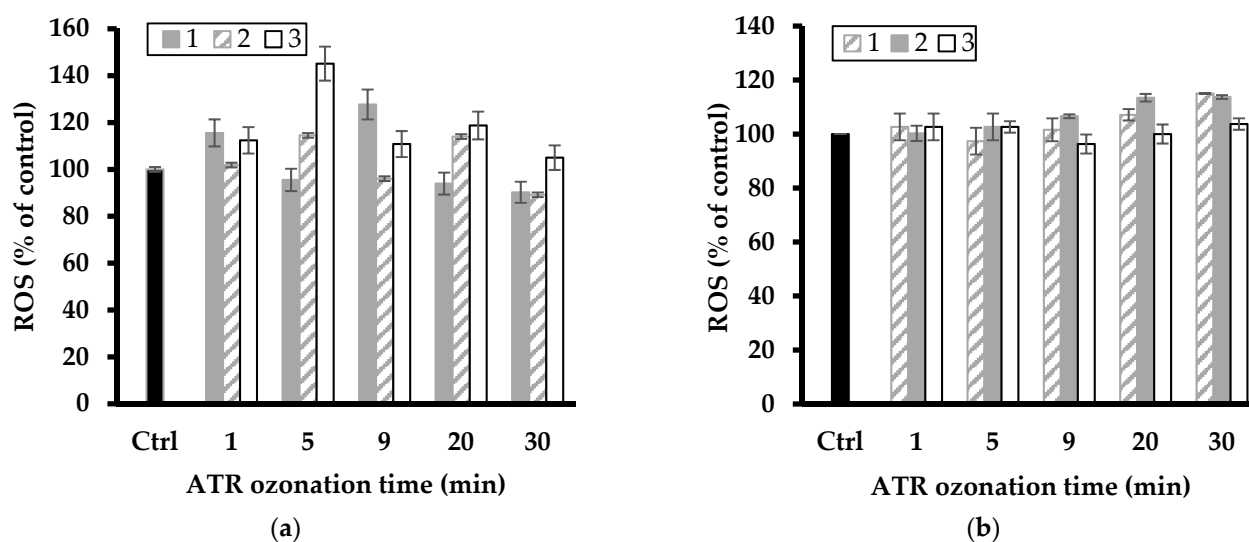 160
140
120
100
80
60
40
20
0
ROS (% of control)
1 2 3
Ctrl 1 5 9 20 30
ATR ozonation time (min)
(a)
140
120
100
80
60
40
20
0
ROS (% of control)
1 2 3
Ctrl 1 5 9 20 30
ATR ozonation time (min)
(b)